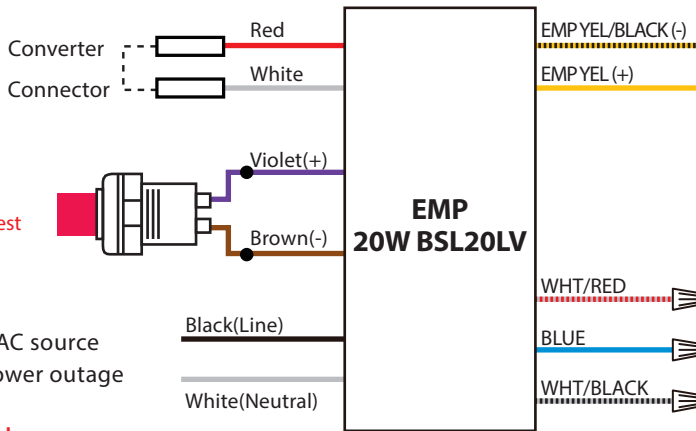 Converter
Connector
Red
White
Violet(+)
Brown(-)
est
Black(Line)
AC source
ower outage
White(Neutral)
EMP
20W BSL20LV
EMP YEL/BLACK (-)
EMP YEL (+)
WHT/RED
BLUE
WHT/BLACK